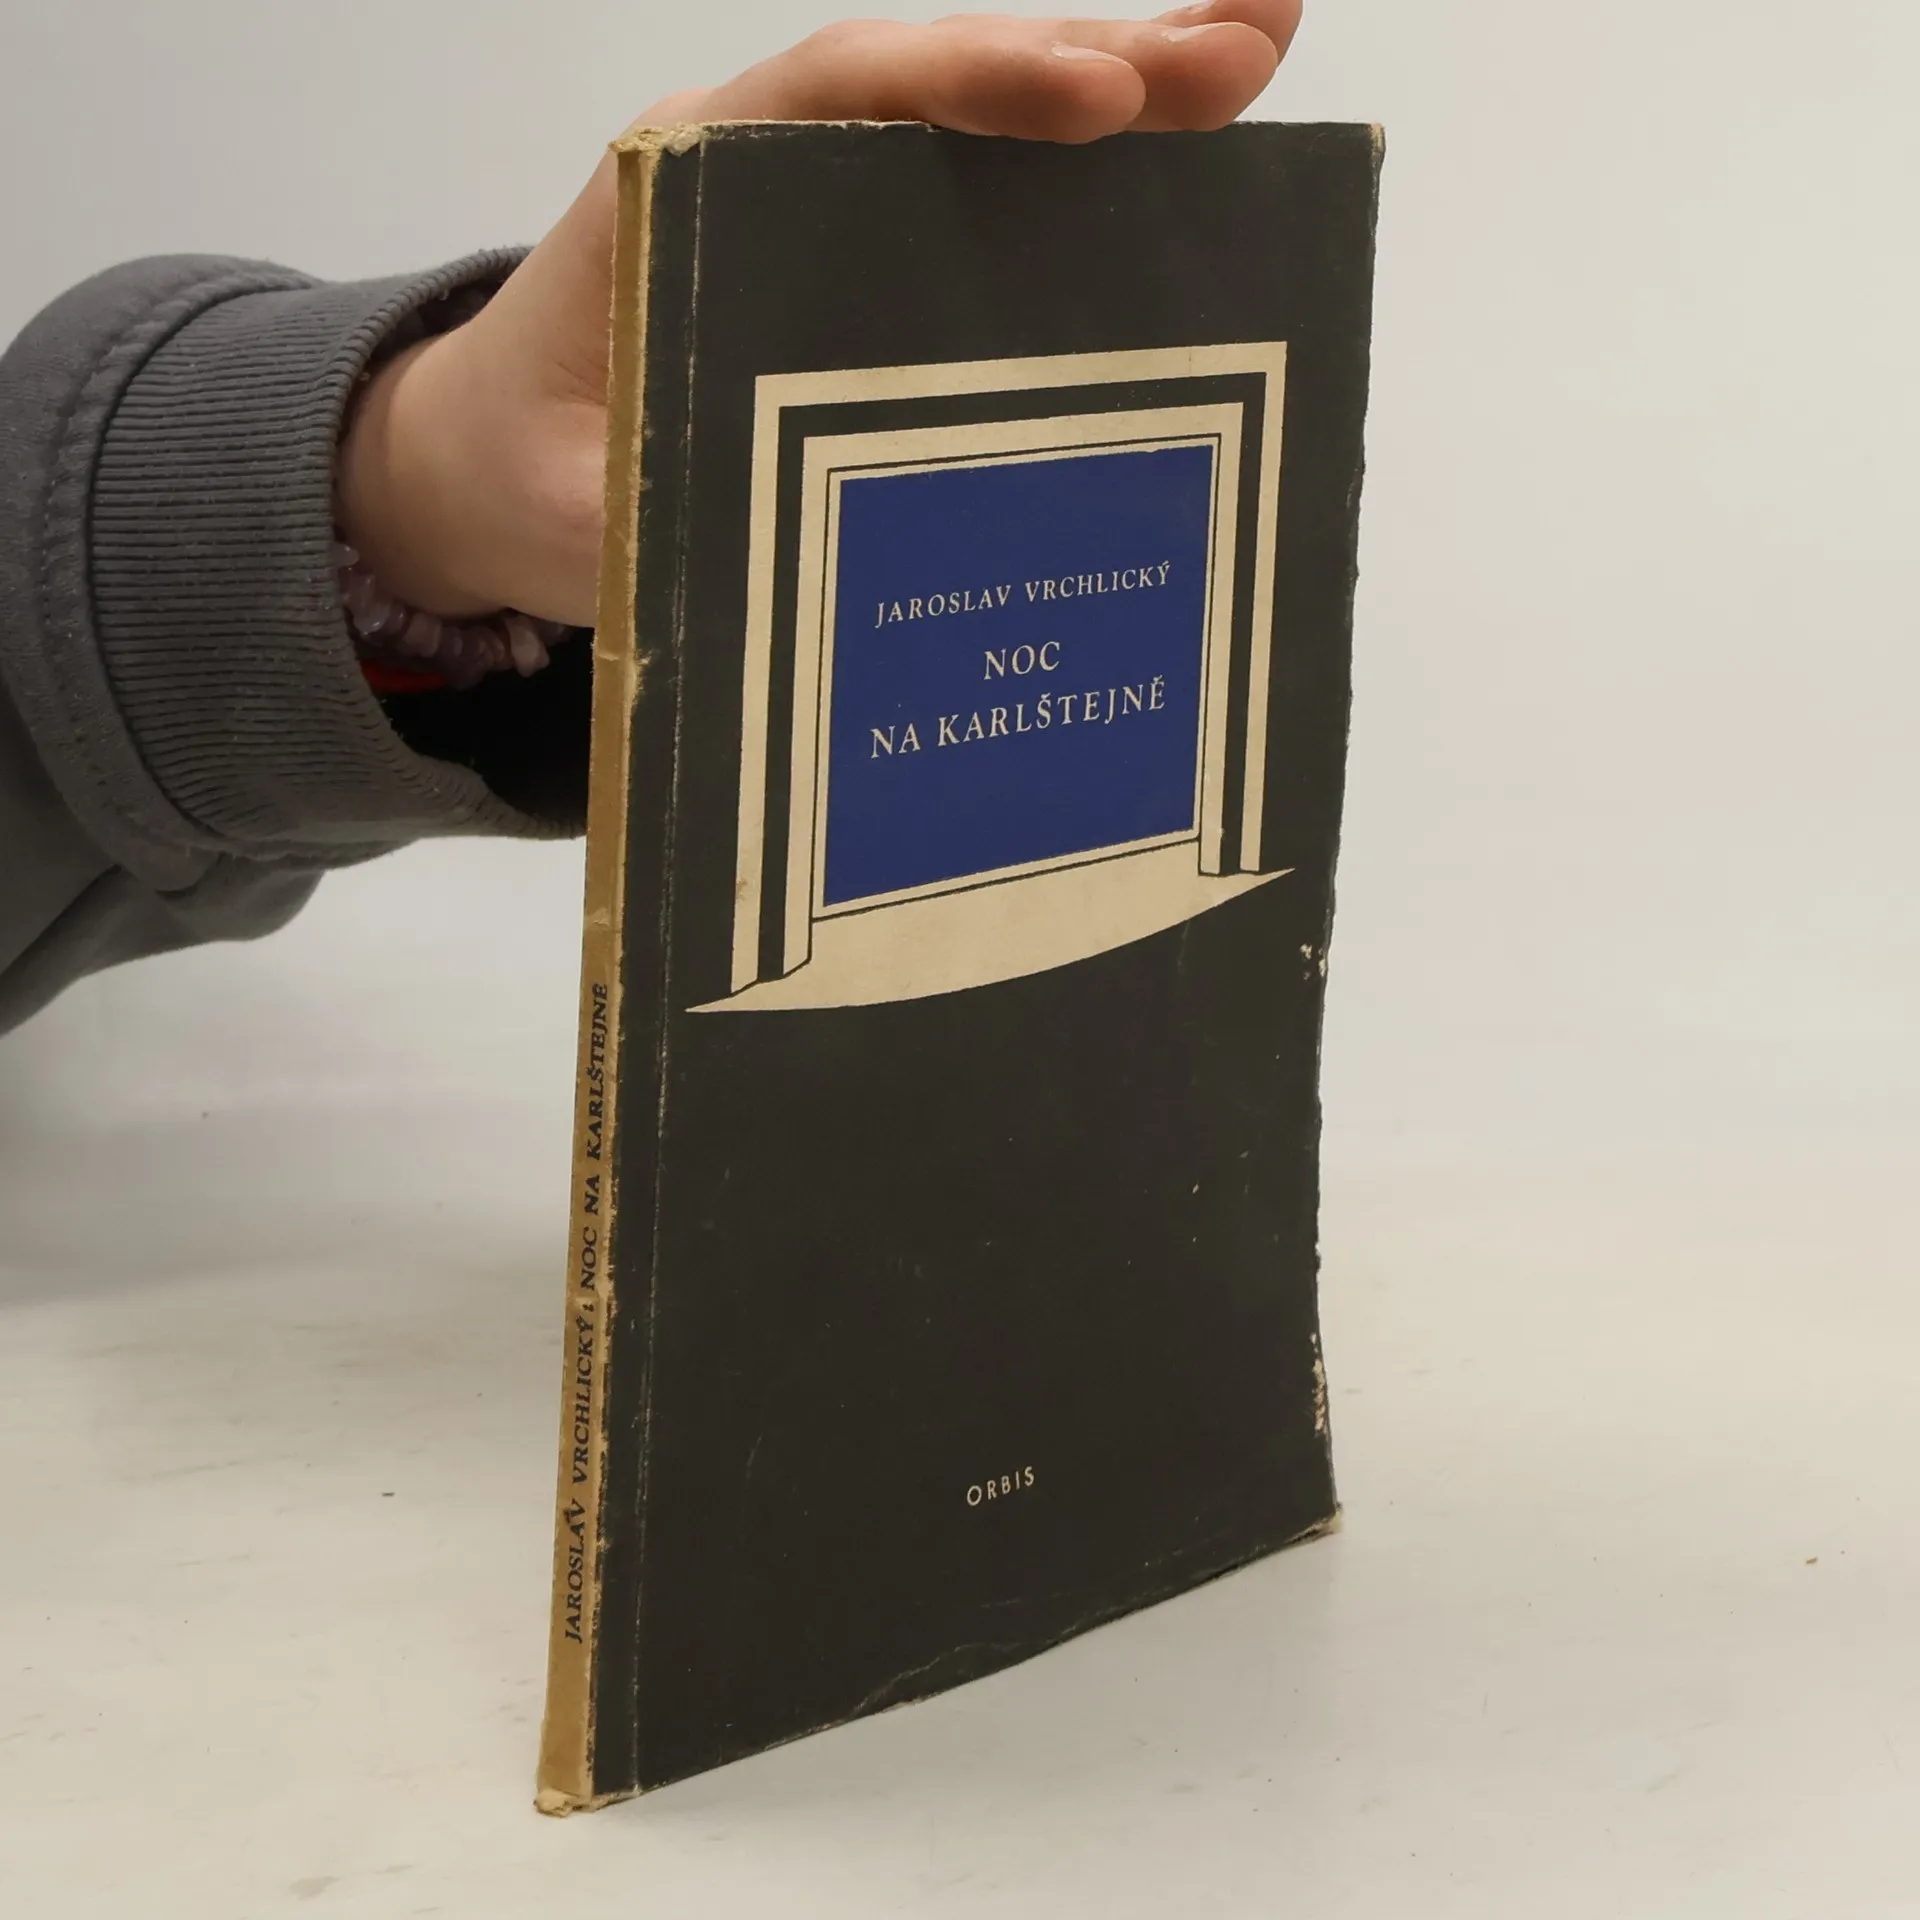 JAROSLAV VRCHLICKÝ
NOC
NA KARLŠTEJNĚ
ORBIS
JAROSLAV VRCHLICKÝ: NOC NA KARLŠTEJNĚ